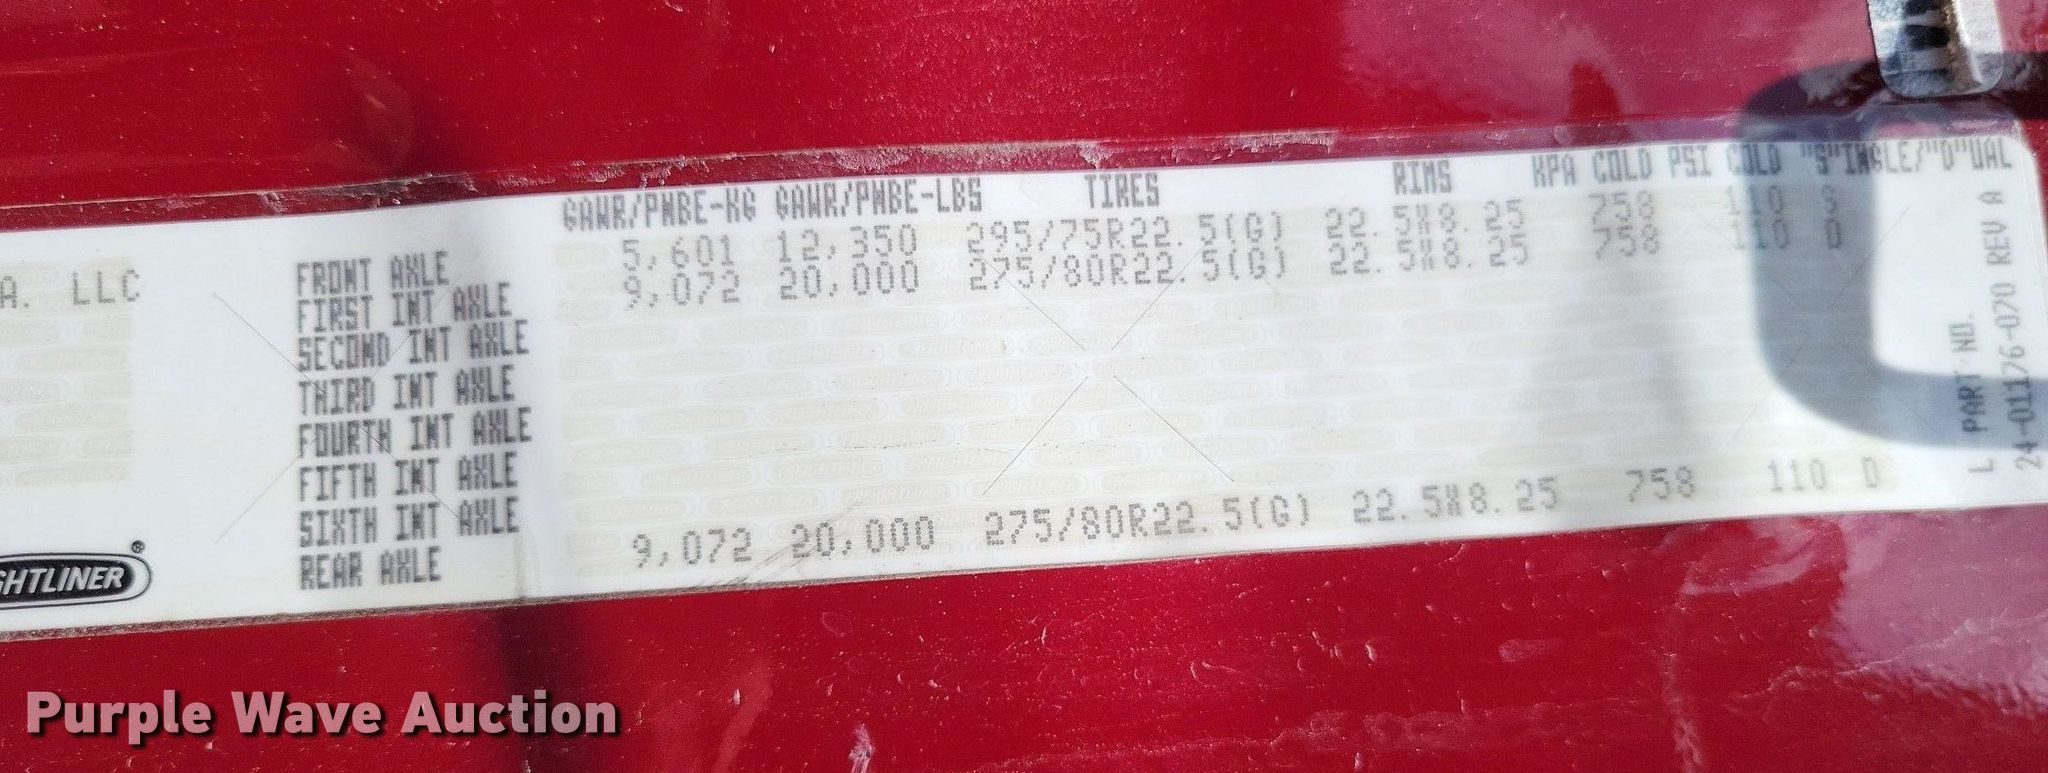 GAWR/PNBE-KG GAWR/PNBE-LBS TIRES RIMS KPA COLD PSI COLD "S"INGLE/"D"UAL
FRONT AXLE 5,601 12,350 295/75R22.5(G) 22.5X8.25 758 110 S
FIRST INT AXLE 9,072 20,000 275/80R22.5(G) 22.5X8.25 758 110 D
SECOND INT AXLE
THIRD INT AXLE
FOURTH INT AXLE
FIFTH INT AXLE
SIXTH INT AXLE
REAR AXLE 9,072 20,000 275/80R22.5(G) 22.5X8.25 758 110 D
A. LLC
GHTLINER®
L PART NO.
24-01176-070 REV A
Purple Wave Auction